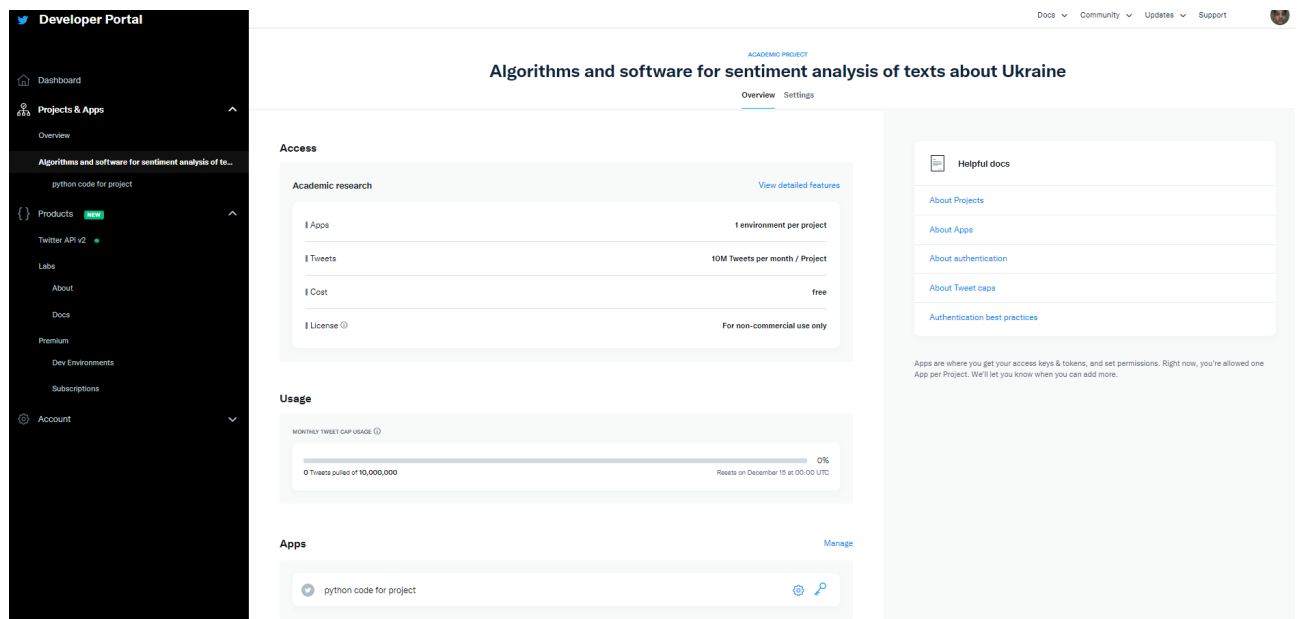 Developer Portal
Docs Community Updates Support
Dashboard
Projects & Apps
Overview
Algorithms and software for sentiment analysis of te...
python code for project
Products NEW
Twitter API v2
Labs
About
Docs
Premium
Dev Environments
Subscriptions
Account
ACADEMIC PROJECT
Algorithms and software for sentiment analysis of texts about Ukraine
Overview Settings
Access
Academic research View detailed features
Apps 1 environment per project
Tweets 10M Tweets per month / Project
Cost free
License For non-commercial use only
Usage
MONTHLY TWEET CAP USAGE
0%
0 Tweets pulled of 10,000,000 Resets on December 15 at 00:00 UTC
Apps Manage
python code for project
Helpful docs
About Projects
About Apps
About authentication
About Tweet caps
Authentication best practices
Apps are where you get your access keys & tokens, and set permissions. Right now, you're allowed one
App per Project. We'll let you know when you can add more.